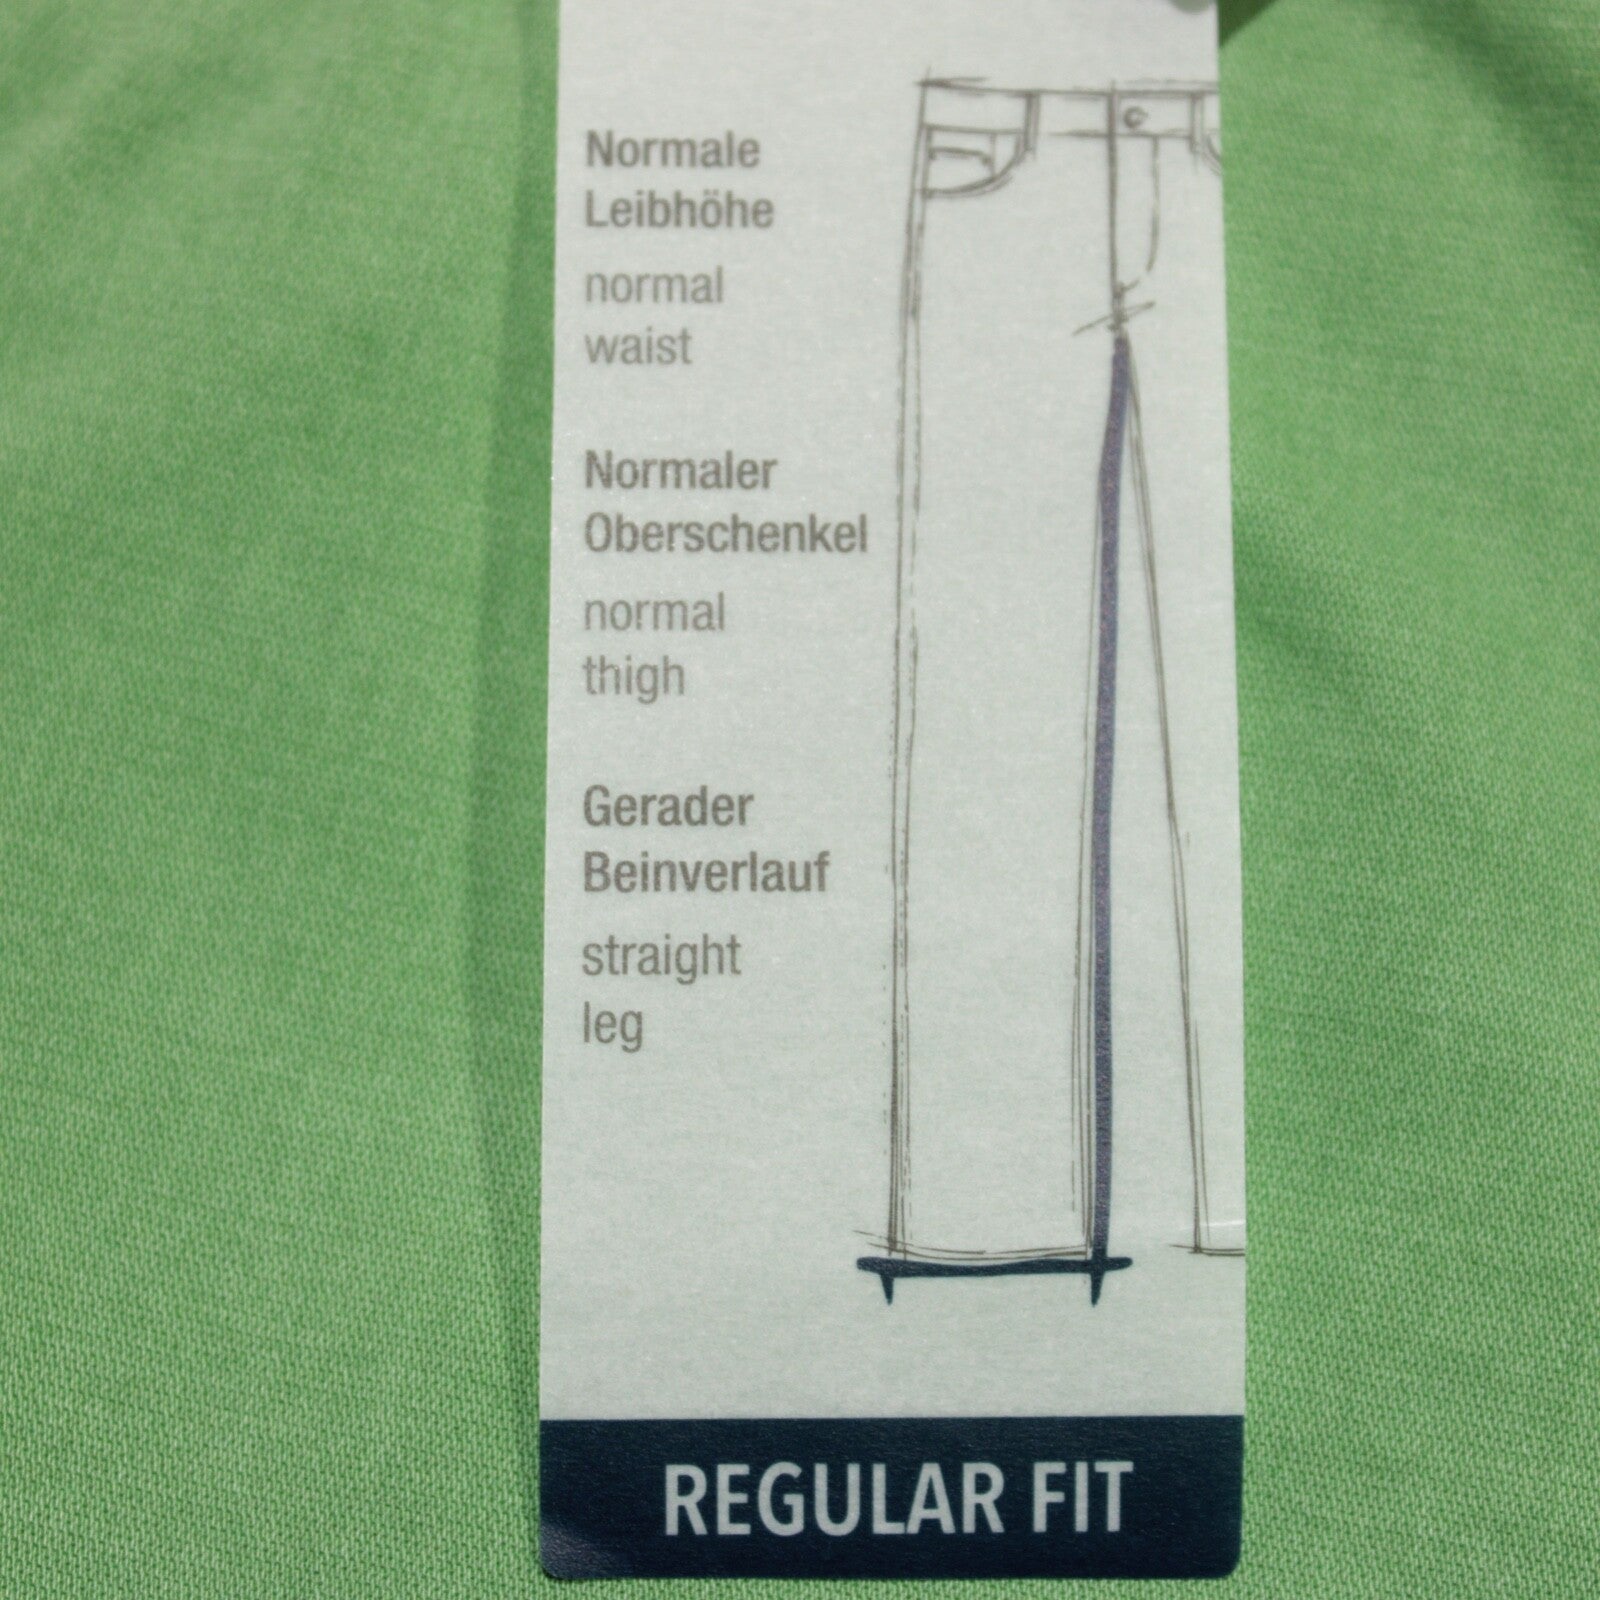 Normale
Leibhöhe
normal
waist
Normaler
Oberschenkel
normal
thigh
Gerader
Beinverlauf
straight
leg
REGULAR FIT